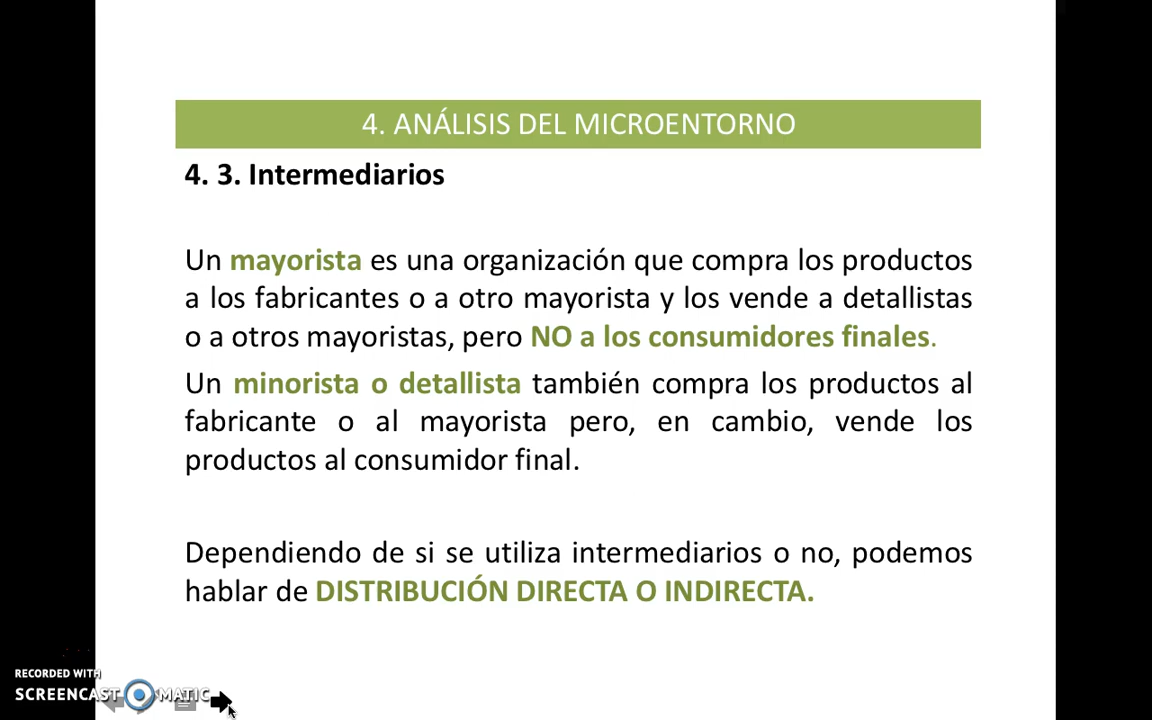 4. ANÁLISIS DEL MICROENTORNO
4. 3. Intermediarios
Un mayorista es una organización que compra los productos
a los fabricantes o a otro mayorista y los vende a detallistas
o a otros mayoristas, pero NO a los consumidores finales.
Un minorista o detallista también compra los productos al
fabricante o al mayorista pero, en cambio, vende los
productos al consumidor final.
Dependiendo de si se utiliza intermediarios o no, podemos
hablar de DISTRIBUCIÓN DIRECTA O INDIRECTA.
RECORDED WITH
SCREENCAST MATIC